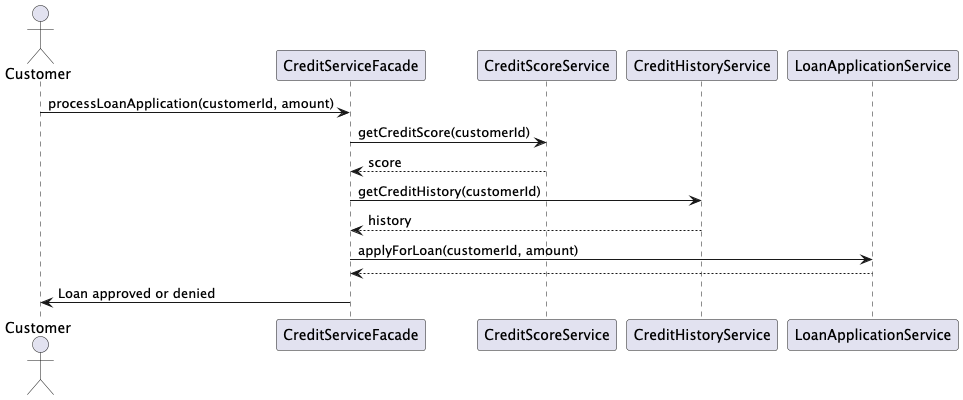 Customer
CreditServiceFacade
CreditScoreService
CreditHistoryService
LoanApplicationService
processLoanApplication(customerId, amount)
getCreditScore(customerId)
score
getCreditHistory(customerId)
history
applyForLoan(customerId, amount)
Loan approved or denied
Customer
CreditServiceFacade
CreditScoreService
CreditHistoryService
LoanApplicationService